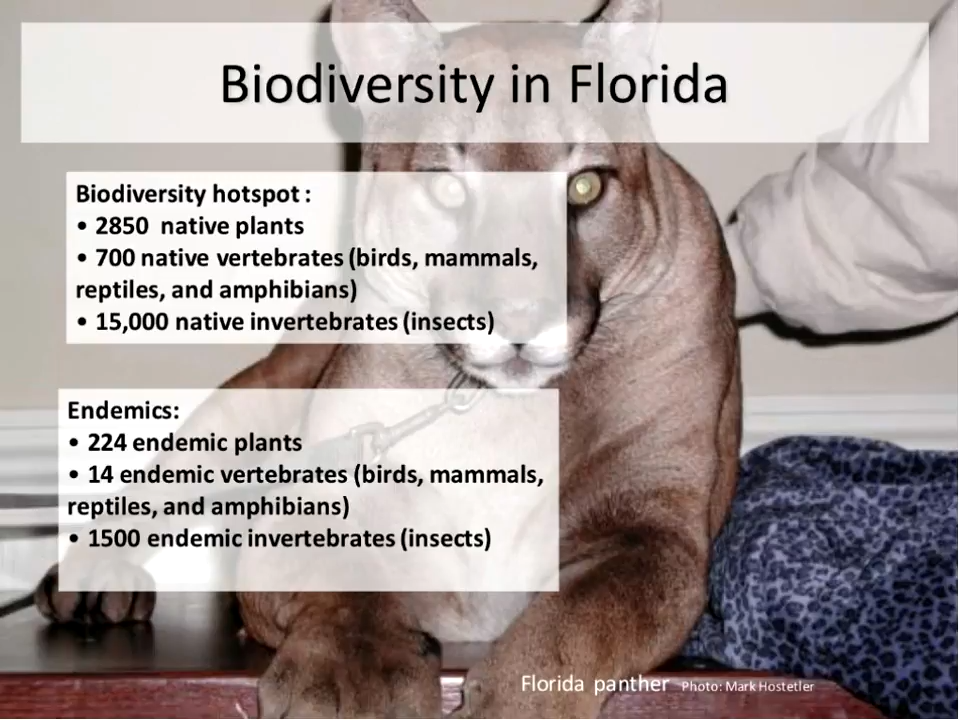 Biodiversity in Florida
Biodiversity hotspot :
• 2850 native plants
• 700 native vertebrates (birds, mammals,
reptiles, and amphibians)
• 15,000 native invertebrates (insects)
Endemics:
• 224 endemic plants
• 14 endemic vertebrates (birds, mammals,
reptiles, and amphibians)
• 1500 endemic invertebrates (insects)
Florida panther Photo: Mark Hostetler